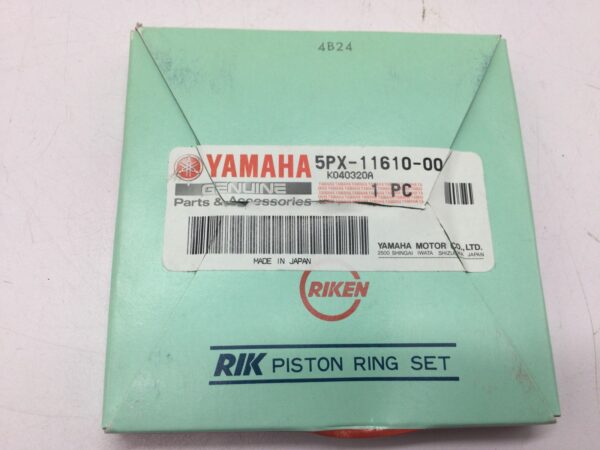 4B24
YAMAHA 5PX-11610-00
K040320A
GENUINE
Parts & Accessories
1 PC
YAMAHA MOTOR CO., LTD.
2500 SHINGAI IWATA SHIZUOKA JAPAN
MADE IN JAPAN
RIKEN
RIK PISTON RING SET